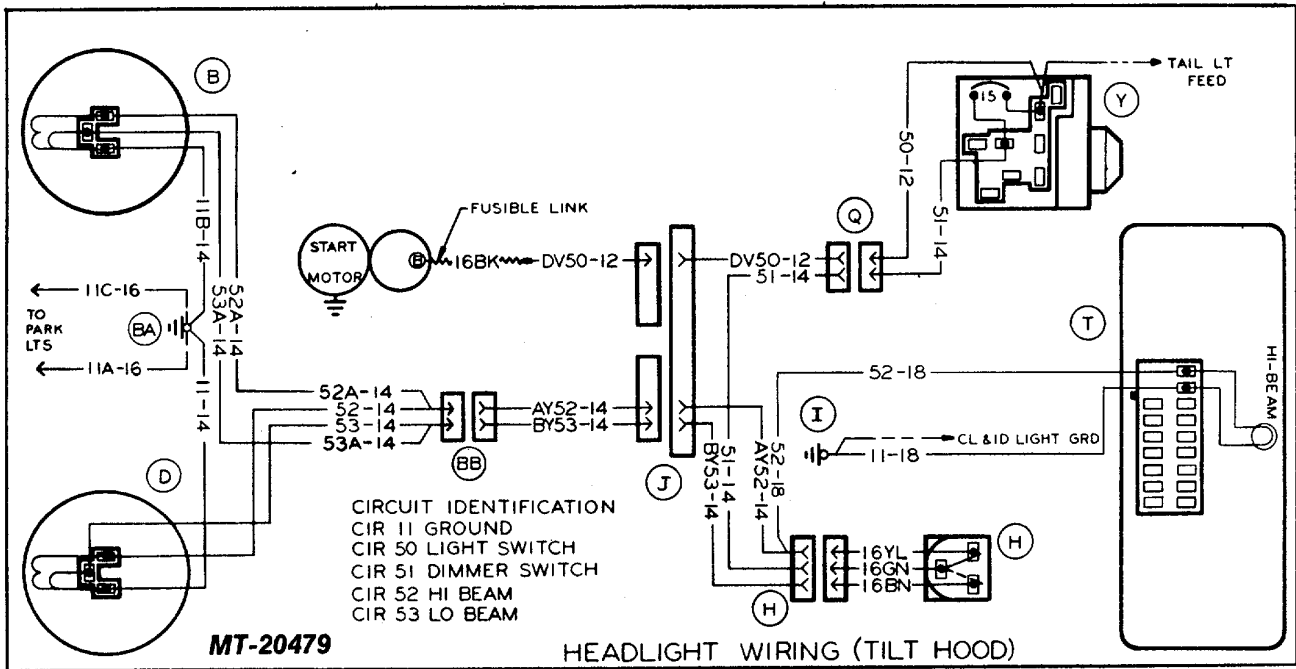 B
TAIL LT
FEED
15
Y
50-12
51-14
Q
FUSIBLE LINK
START
MOTOR
B
16BK
DV50-12
DV50-12
51-14
11B-14
52A-14
53A-14
11C-16
TO
PARK
LTS
BA
11A-16
11-14
T
HI-BEAM
52-18
52A-14
52-14
53-14
53A-14
AY52-14
BY53-14
BB
J
I
CL & ID LIGHT GRD
11-18
D
BY53-14
51-14
AY52-14
52-18
CIRCUIT IDENTIFICATION
CIR 11 GROUND
CIR 50 LIGHT SWITCH
CIR 51 DIMMER SWITCH
CIR 52 HI BEAM
CIR 53 LO BEAM
16YL
16GN
16BN
H
H
MT-20479
HEADLIGHT WIRING (TILT HOOD)